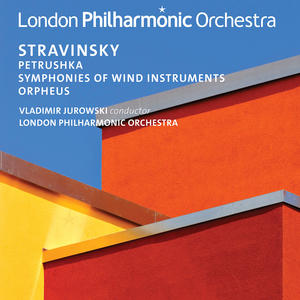 London Philharmonic Orchestra
STRAVINSKY
PETRUSHKA
SYMPHONIES OF WIND INSTRUMENTS
ORPHEUS
VLADIMIR JUROWSKI conductor
LONDON PHILHARMONIC ORCHESTRA